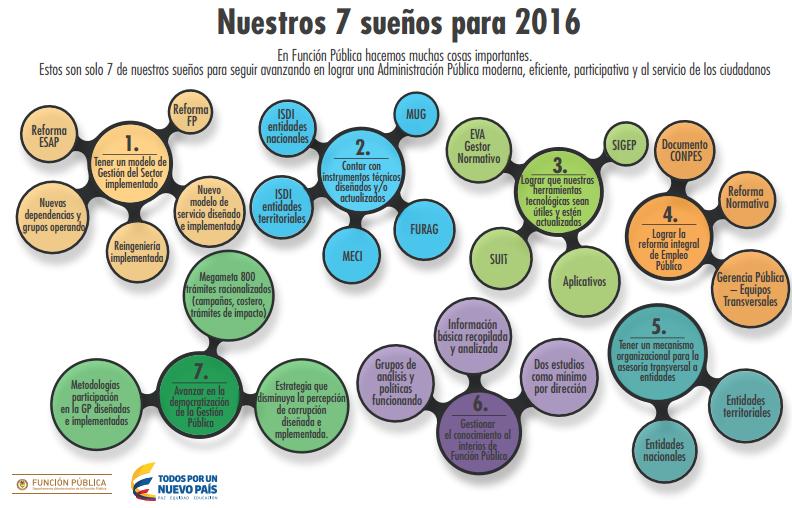 Nuestros 7 sueños para 2016
En Función Pública hacemos muchas cosas importantes.
Estos son solo 7 de nuestros sueños para seguir avanzando en lograr una Administración Pública moderna, eficiente, participativa y al servicio de los ciudadanos
1.
Tener un modelo de
Gestión del Sector
implementado
Reforma
ESAP
Reforma
FP
Nuevas
dependencias y
grupos operando
Reingeniería
implementada
Nuevo
modelo de
servicio diseñado
e implementado
2.
Contar con
instrumentos técnicos
diseñados y/o
actualizados
ISDI
entidades
nacionales
MUG
ISDI
entidades
territoriales
MECI
FURAG
3.
Lograr que nuestras
herramientas
tecnológicas sean
útiles y estén
actualizadas
EVA
Gestor
Normativo
SIGEP
SUIT
Aplicativos
4.
Lograr la
reforma integral
de Empleo
Público
Documento
CONPES
Reforma
Normativa
Gerencia Pública
– Equipos
Transversales
5.
Tener un mecanismo
organizacional para la
asesoría transversal a
entidades
Entidades
territoriales
Entidades
nacionales
6.
Gestionar
el conocimiento al
interios de
Función Pública
Grupos de
análisis y
políticas
funcionando
Información
básica recopilada
y analizada
Dos estudios
como mínimo
por dirección
7.
Avanzar en la
democratización
de la Gestión
Pública
Megameta 800
trámites racionalizados
(campañas, costero,
trámites de impacto)
Metodologías
participación
en la GP diseñadas
e implementadas
Estrategia que
disminuya la percepción
de corrupción
diseñada e
mplementada.
FUNCIÓN PÚBLICA
Departamento Administrativo de la Función Pública
TODOS POR UN
NUEVO PAÍS
PAZ EQUIDAD EDUCACIÓN